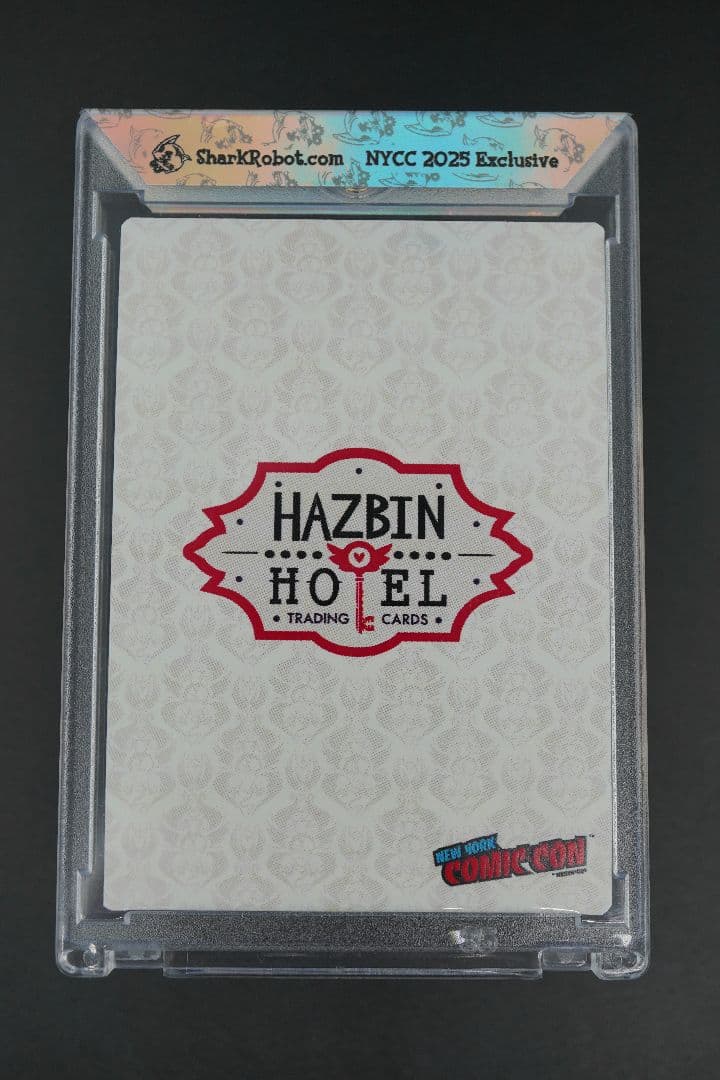 SharkRobot.com NYCC 2025 Exclusive
HAZBIN
HOTEL
• TRADING CARDS •
NEW YORK
COMIC CON